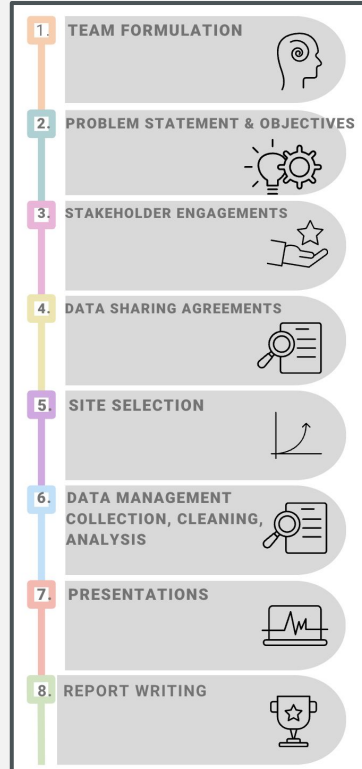 1. TEAM FORMULATION
2. PROBLEM STATEMENT & OBJECTIVES
3. STAKEHOLDER ENGAGEMENTS
4. DATA SHARING AGREEMENTS
5. SITE SELECTION
6. DATA MANAGEMENT
COLLECTION, CLEANING,
ANALYSIS
7. PRESENTATIONS
8. REPORT WRITING